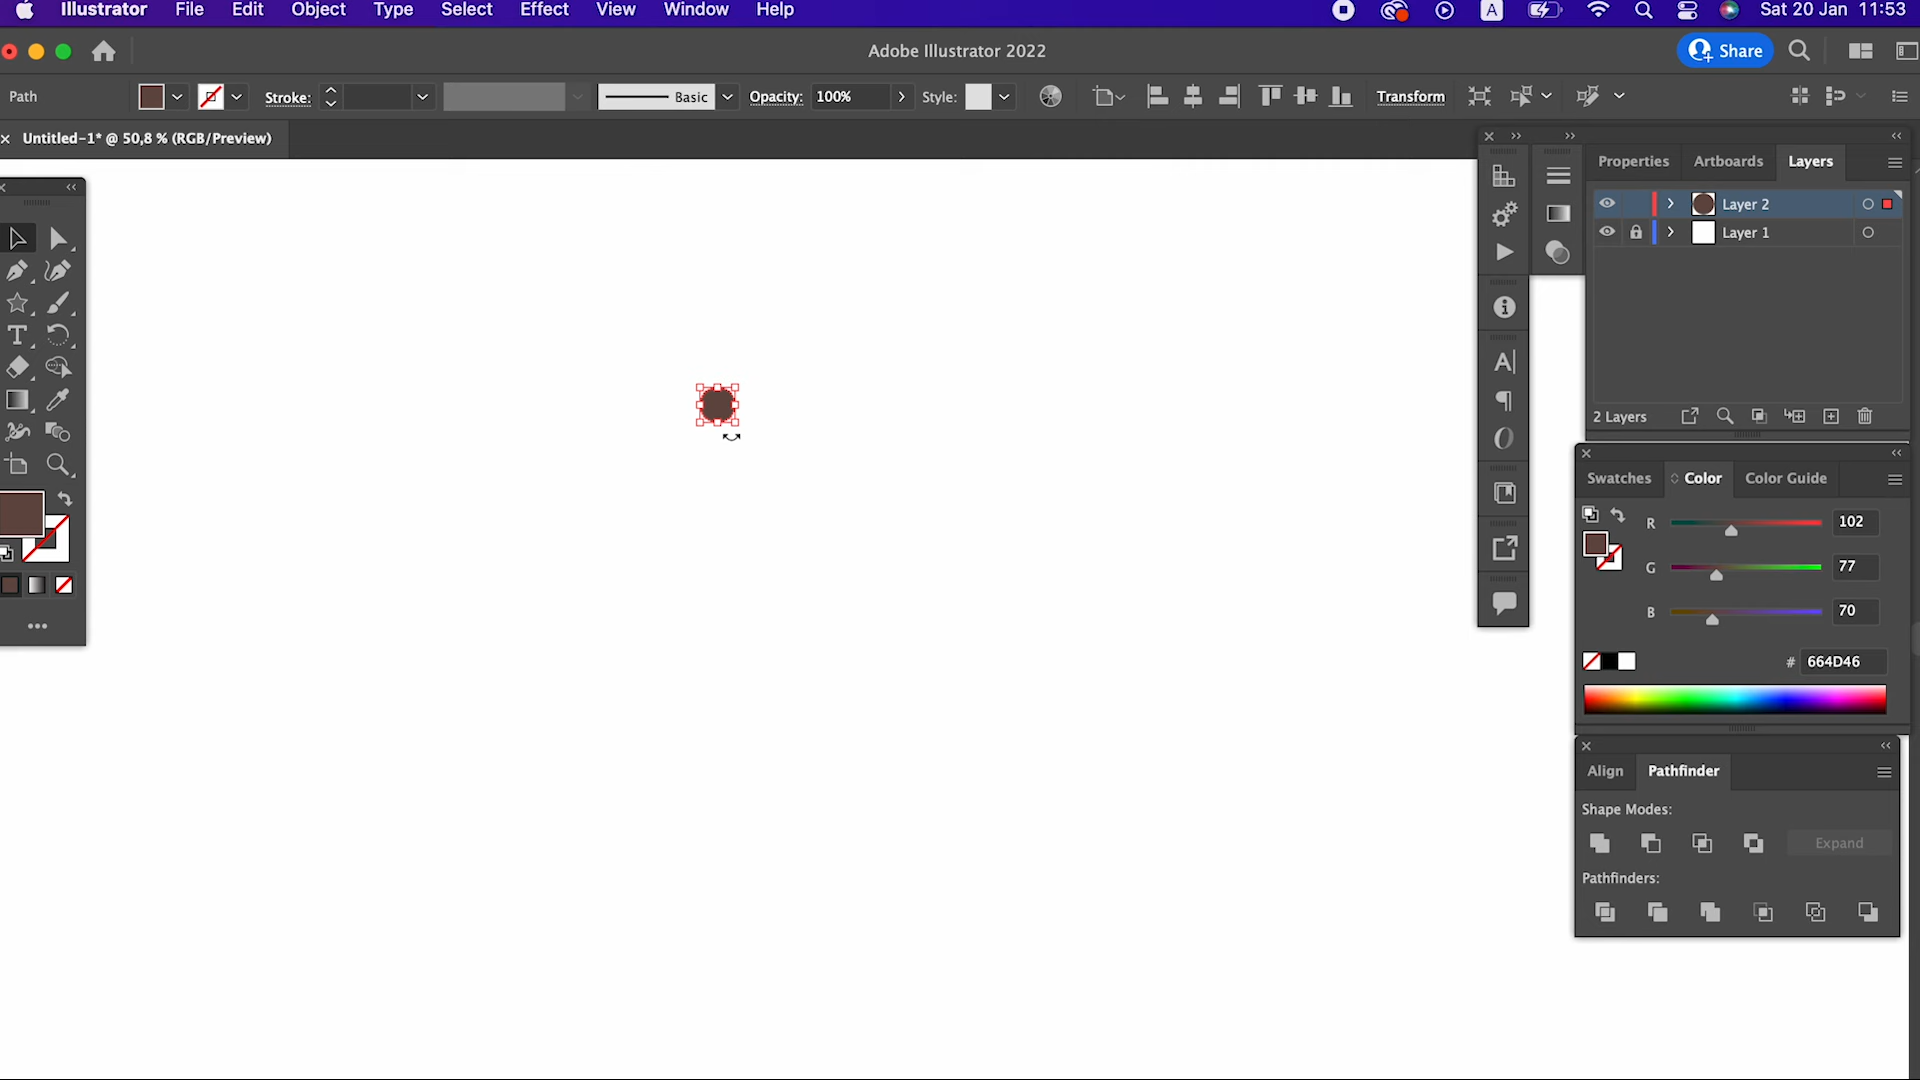 Illustrator File Edit Object Type Select Effect View Window Help A Sat 20 Jan 11:53
Adobe Illustrator 2022
Share
Path Stroke: Basic Opacity: 100% Style: Transform
Untitled-1* @ 50,8 % (RGB/Preview)
Properties Artboards Layers
Layer 2
Layer 1
2 Layers
Swatches Color Color Guide
R 102
G 77
B 70
# 664D46
Align Pathfinder
Shape Modes:
Expand
Pathfinders: